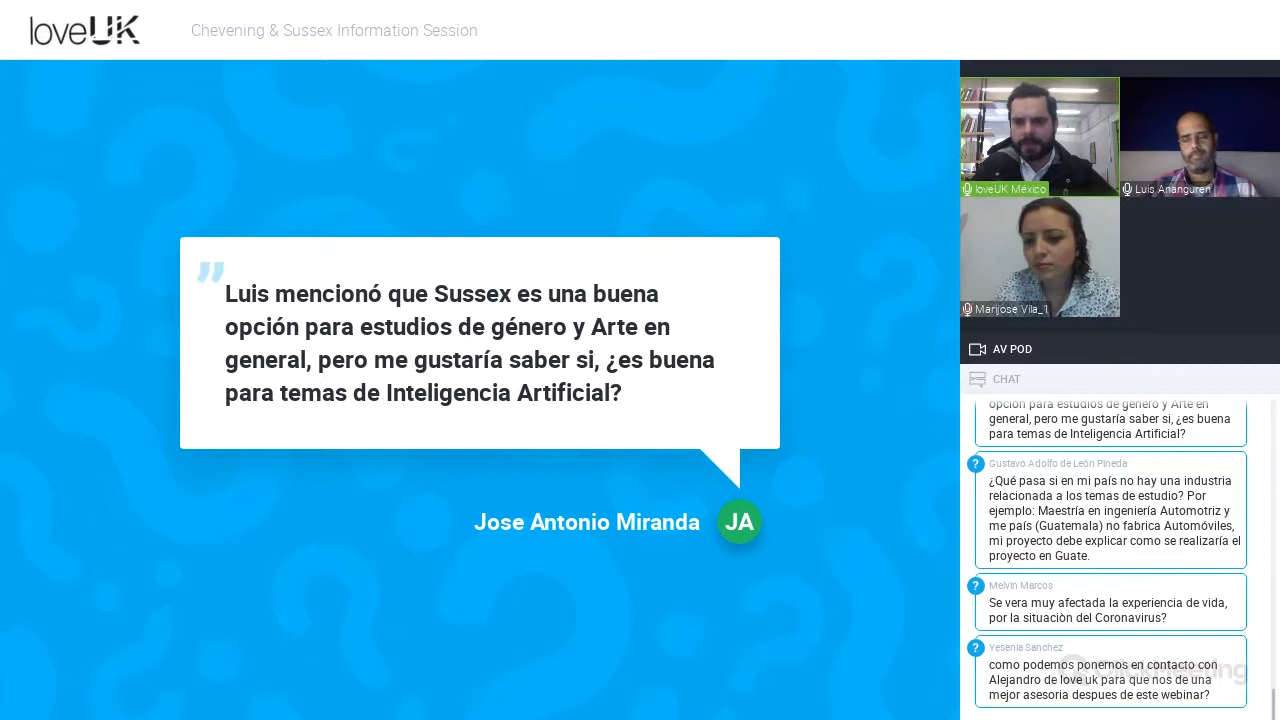 loveUK
Chevening & Sussex Information Session
Luis mencionó que Sussex es una buena
opción para estudios de género y Arte en
general, pero me gustaría saber si, ¿es buena
para temas de Inteligencia Artificial?
Jose Antonio Miranda
JA
loveUK México
Luis Ananguren
Marijose Vila_1
AV POD
CHAT
opción para estudios de género y Arte en
general, pero me gustaría saber si, ¿es buena
para temas de Inteligencia Artificial?
?
Gustavo Adolfo de León Pineda
¿Qué pasa si en mi país no hay una industria
relacionada a los temas de estudio? Por
ejemplo: Maestría en ingeniería Automotriz y
me país (Guatemala) no fabrica Automóviles,
mi proyecto debe explicar como se realizaría el
proyecto en Guate.
?
Melvin Marcos
Se vera muy afectada la experiencia de vida,
por la situaciòn del Coronavirus?
?
Yesenia Sanchez
como podemos ponernos en contacto con
Alejandro de love uk para que nos de una
mejor asesoria despues de este webinar?
ClickMeeting